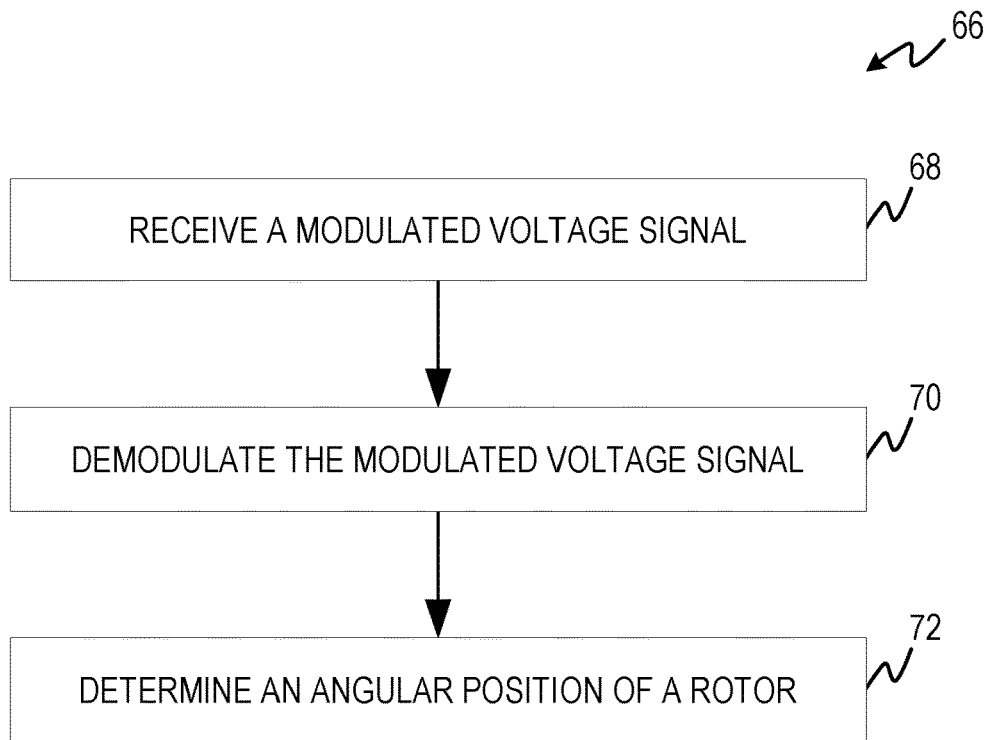 66
68
RECEIVE A MODULATED VOLTAGE SIGNAL
70
DEMODULATE THE MODULATED VOLTAGE SIGNAL
72
DETERMINE AN ANGULAR POSITION OF A ROTOR